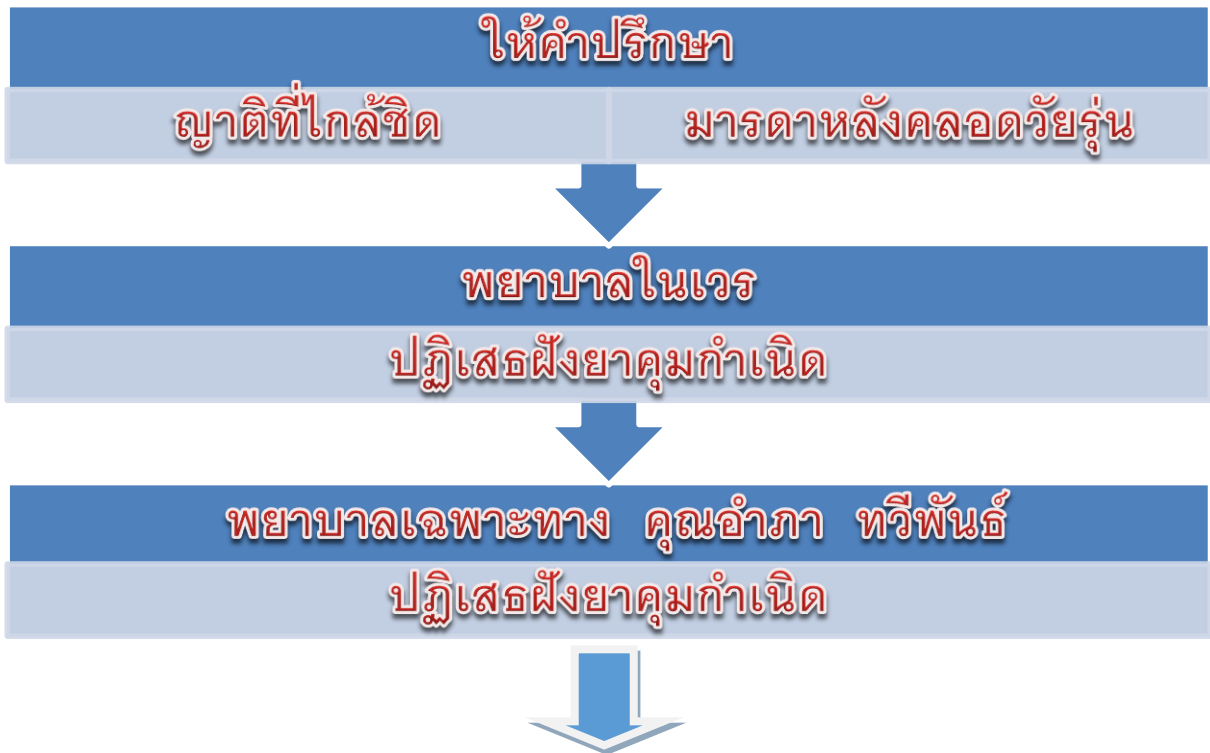 ให้คำปรึกษา
ญาติที่ไกล้ชิด มารดาหลังคลอดวัยรุ่น
พยาบาลในเวร
ปฏิเสธฝังยาคุมกำเนิด
พยาบาลเฉพาะทาง คุณอำภา ทวีพันธ์
ปฏิเสธฝังยาคุมกำเนิด